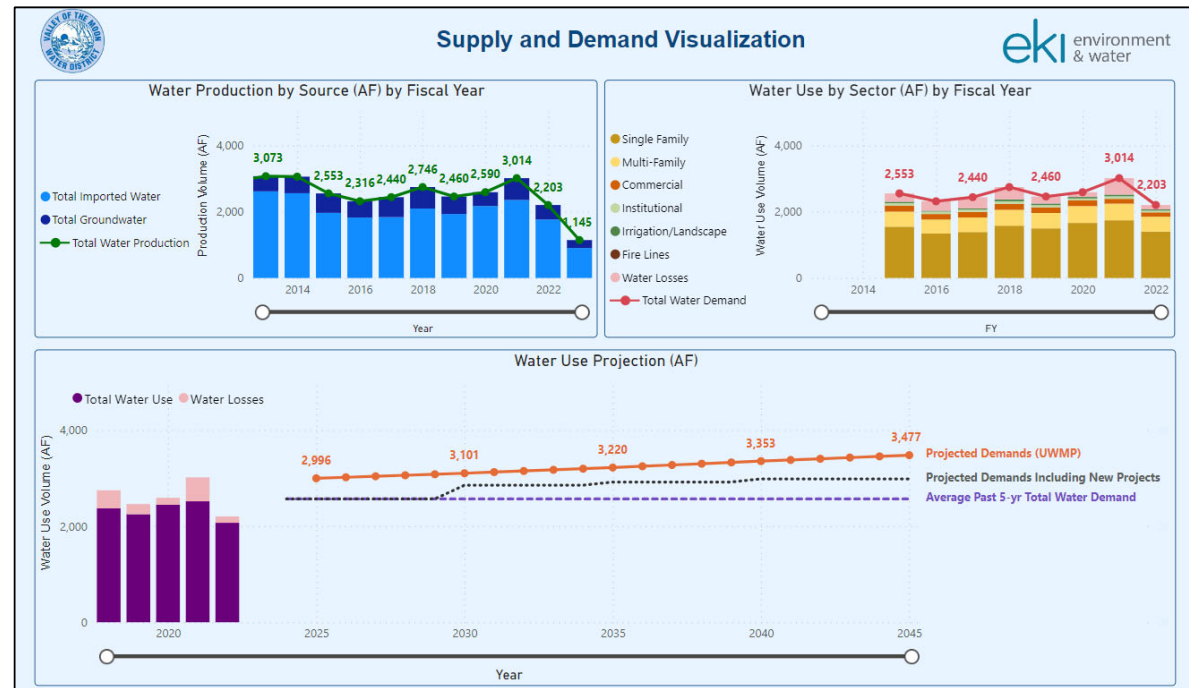 VALLEY OF THE MOON
WATER DISTRICT
Supply and Demand Visualization
eki environment
& water
Water Production by Source (AF) by Fiscal Year
Total Imported Water
Total Groundwater
Total Water Production
Production Volume (AF)
4,000
2,000
0
3,073
2,553
2,316
2,440
2,746
2,460
2,590
3,014
2,203
1,145
2014
2016
2018
2020
2022
Year
Water Use by Sector (AF) by Fiscal Year
Single Family
Multi-Family
Commercial
Institutional
Irrigation/Landscape
Fire Lines
Water Losses
Total Water Demand
Water Use Volume (AF)
4,000
2,000
0
2,553
2,440
2,460
3,014
2,203
2014
2016
2018
2020
2022
FY
Water Use Projection (AF)
Total Water Use
Water Losses
Water Use Volume (AF)
4,000
2,000
0
2,996
3,101
3,220
3,353
3,477
Projected Demands (UWMP)
Projected Demands Including New Projects
Average Past 5-yr Total Water Demand
2020
2025
2030
2035
2040
2045
Year